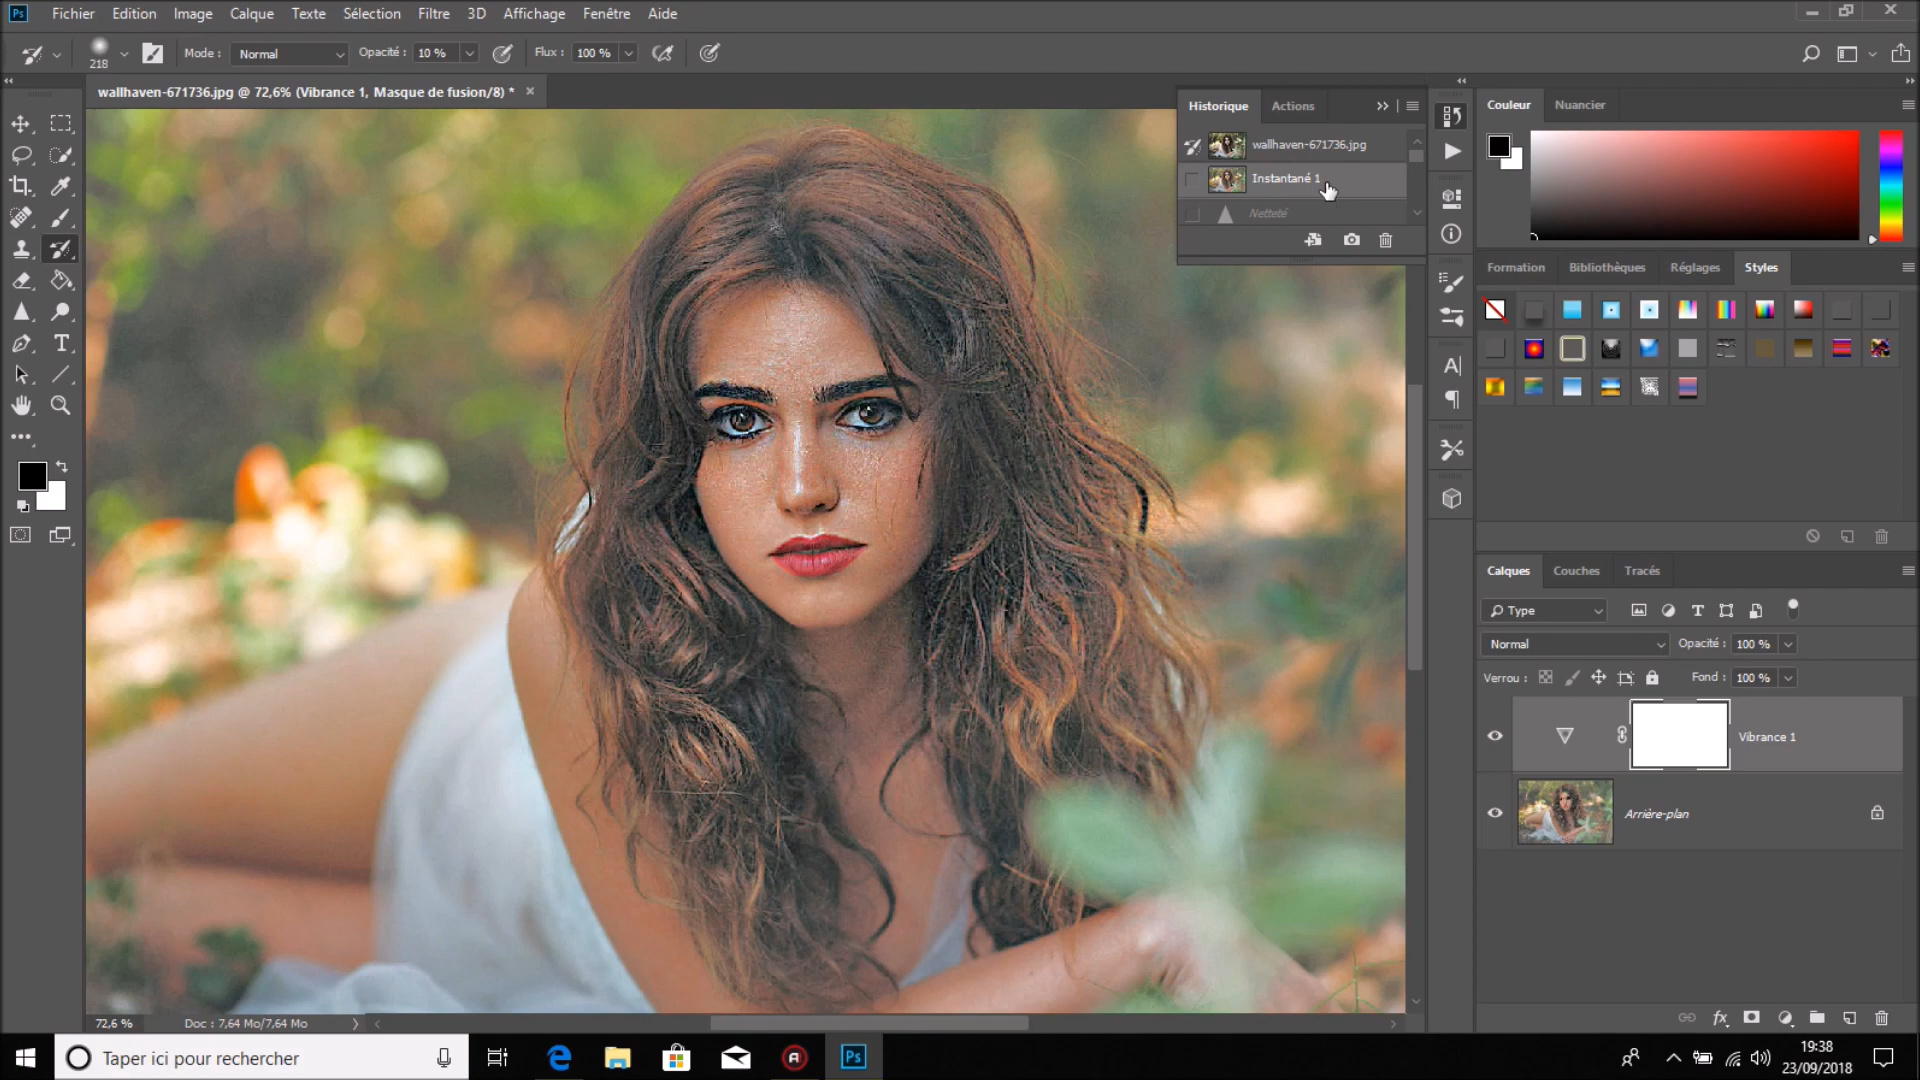 Ps Fichier Edition Image Calque Texte Sélection Filtre 3D Affichage Fenêtre Aide
218 Mode : Normal Opacité : 10 % Flux : 100 %
wallhaven-671736.jpg @ 72,6% (Vibrance 1, Masque de fusion/8) * ×
Historique Actions
wallhaven-671736.jpg
Instantané 1
Netteté
Couleur Nuancier
Formation Bibliothèques Réglages Styles
Calques Couches Tracés
Type
Normal Opacité : 100 %
Verrou : Fond : 100 %
Vibrance 1
Arrière-plan
72,6 % Doc : 7,64 Mo/7,64 Mo
Taper ici pour rechercher
Ps
19:38
23/09/2018